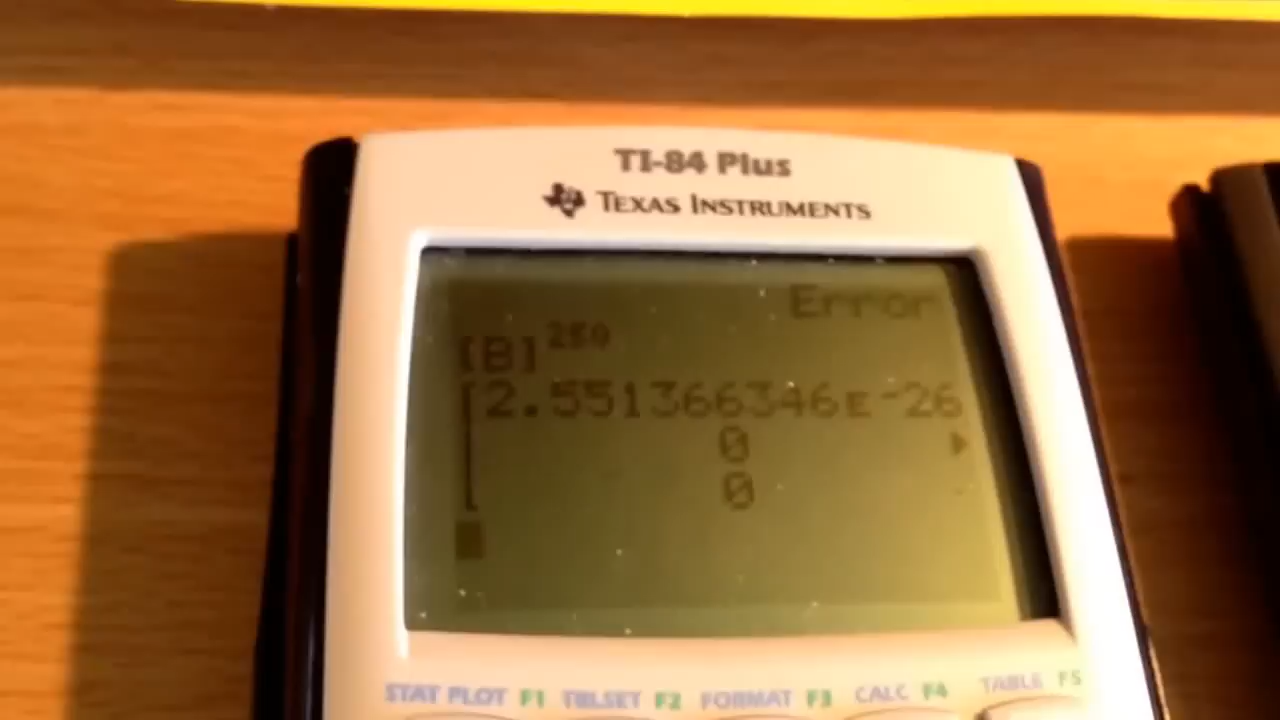 TI-84 Plus
TEXAS INSTRUMENTS
Error
[B]²⁵⁰
[2.551366346E-26
[ 0
[ 0
STAT PLOT F1 TBLSET F2 FORMAT F3 CALC F4 TABLE F5